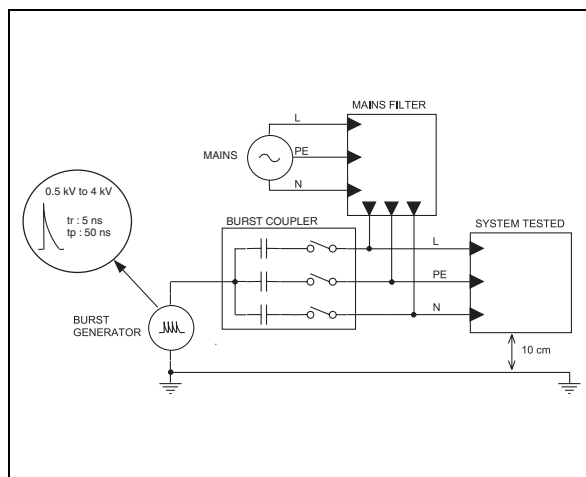 MAINS FILTER
L
MAINS
PE
N
0.5 kV to 4 kV
tr : 5 ns
tp : 50 ns
BURST COUPLER
SYSTEM TESTED
L
PE
N
BURST
GENERATOR
10 cm